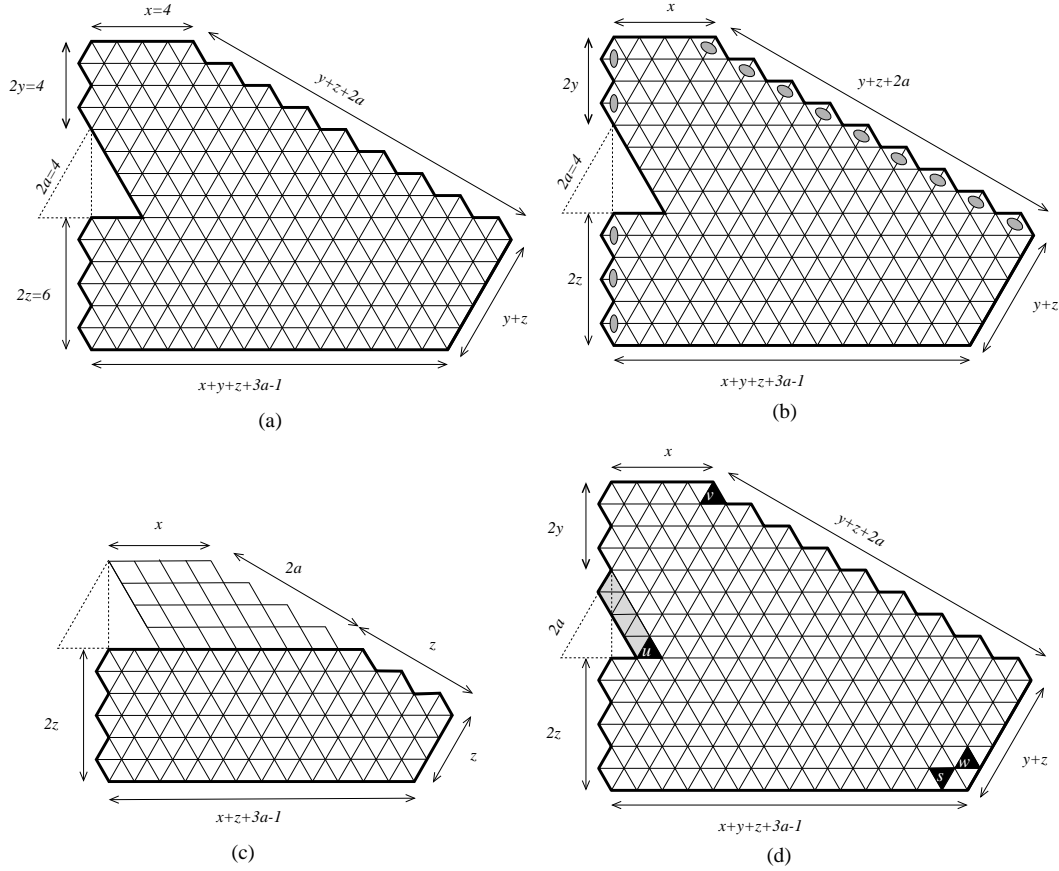 x=4
2y=4
y+z+2a
2a=4
2z=6
y+z
x+y+z+3a-1
(a)
x
2y
y+z+2a
2a=4
2z
y+z
x+y+z+3a-1
(b)
x
2a
z
2z
z
x+z+3a-1
(c)
x
v
2y
y+z+2a
2a
u
2z
w
s
y+z
x+y+z+3a-1
(d)